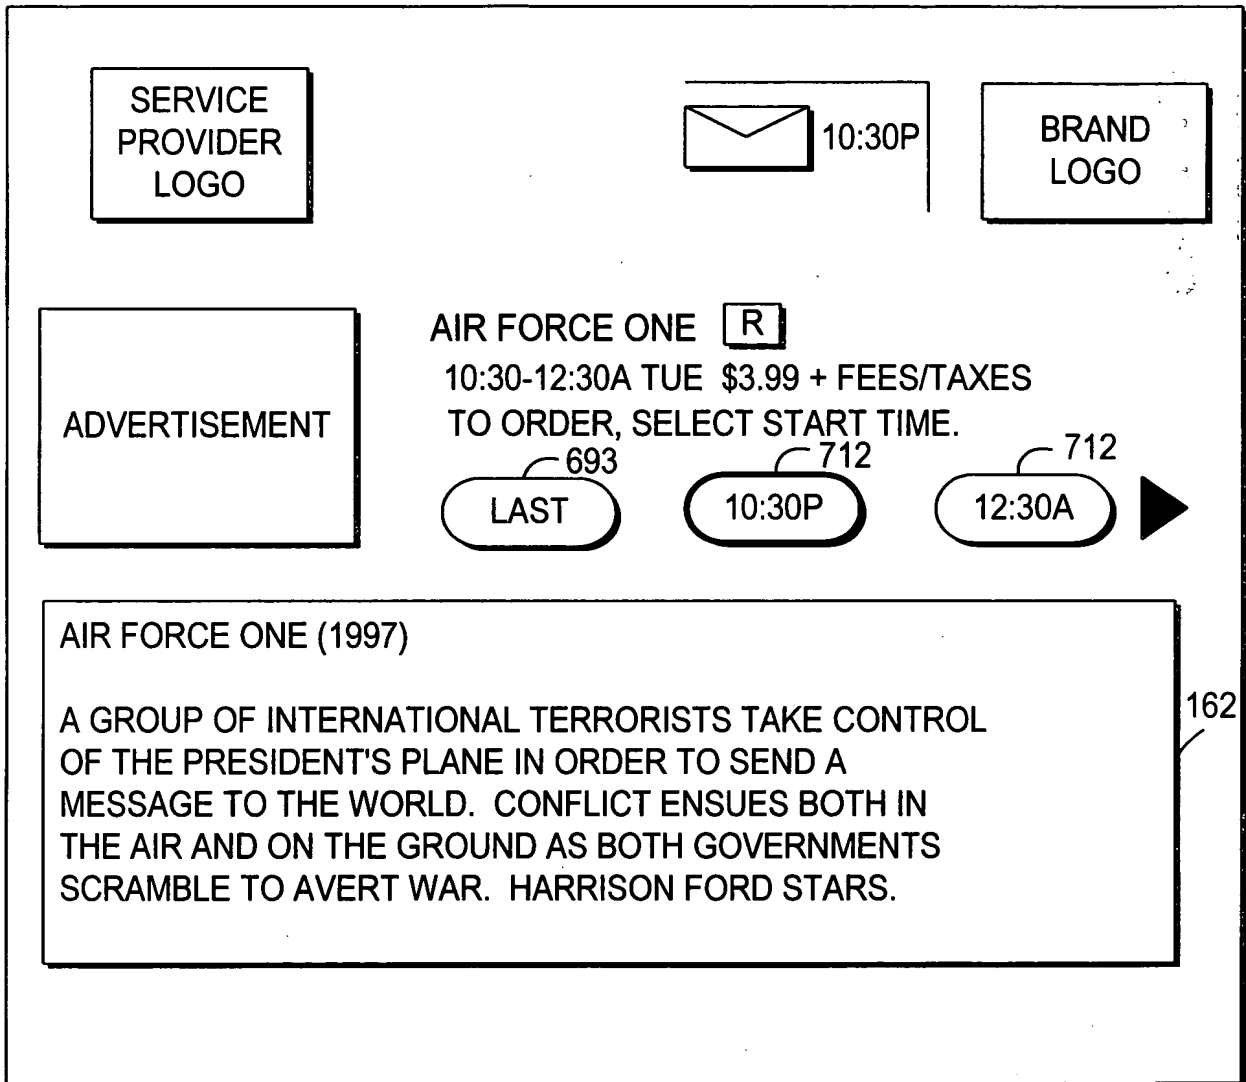 SERVICE
PROVIDER
LOGO
10:30P
BRAND
LOGO
ADVERTISEMENT
AIR FORCE ONE R
10:30-12:30A TUE $3.99 + FEES/TAXES
TO ORDER, SELECT START TIME.
693
712
712
LAST
10:30P
12:30A
AIR FORCE ONE (1997)
A GROUP OF INTERNATIONAL TERRORISTS TAKE CONTROL
OF THE PRESIDENT'S PLANE IN ORDER TO SEND A
MESSAGE TO THE WORLD. CONFLICT ENSUES BOTH IN
THE AIR AND ON THE GROUND AS BOTH GOVERNMENTS
SCRAMBLE TO AVERT WAR. HARRISON FORD STARS.
162